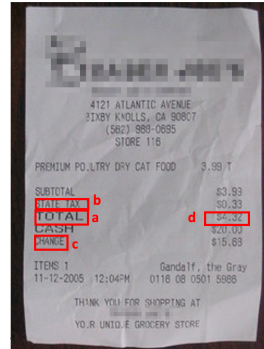 4121 ATLANTIC AVENUE
BIXBY KNOLLS, CA 90807
(562) 988-0695
STORE 116
PREMIUM POULTRY DRY CAT FOOD 3.99 T
SUBTOTAL $3.99
b
STATE TAX $0.33
TOTAL a d $4.32
CASH $20.00
CHANGE c $15.68
ITEMS 1 Gandalf, the Gray
11-12-2005 12:04PM 0116 08 0501 5986
THANK YOU FOR SHOPPING AT
YOUR UNIQUE GROCERY STORE